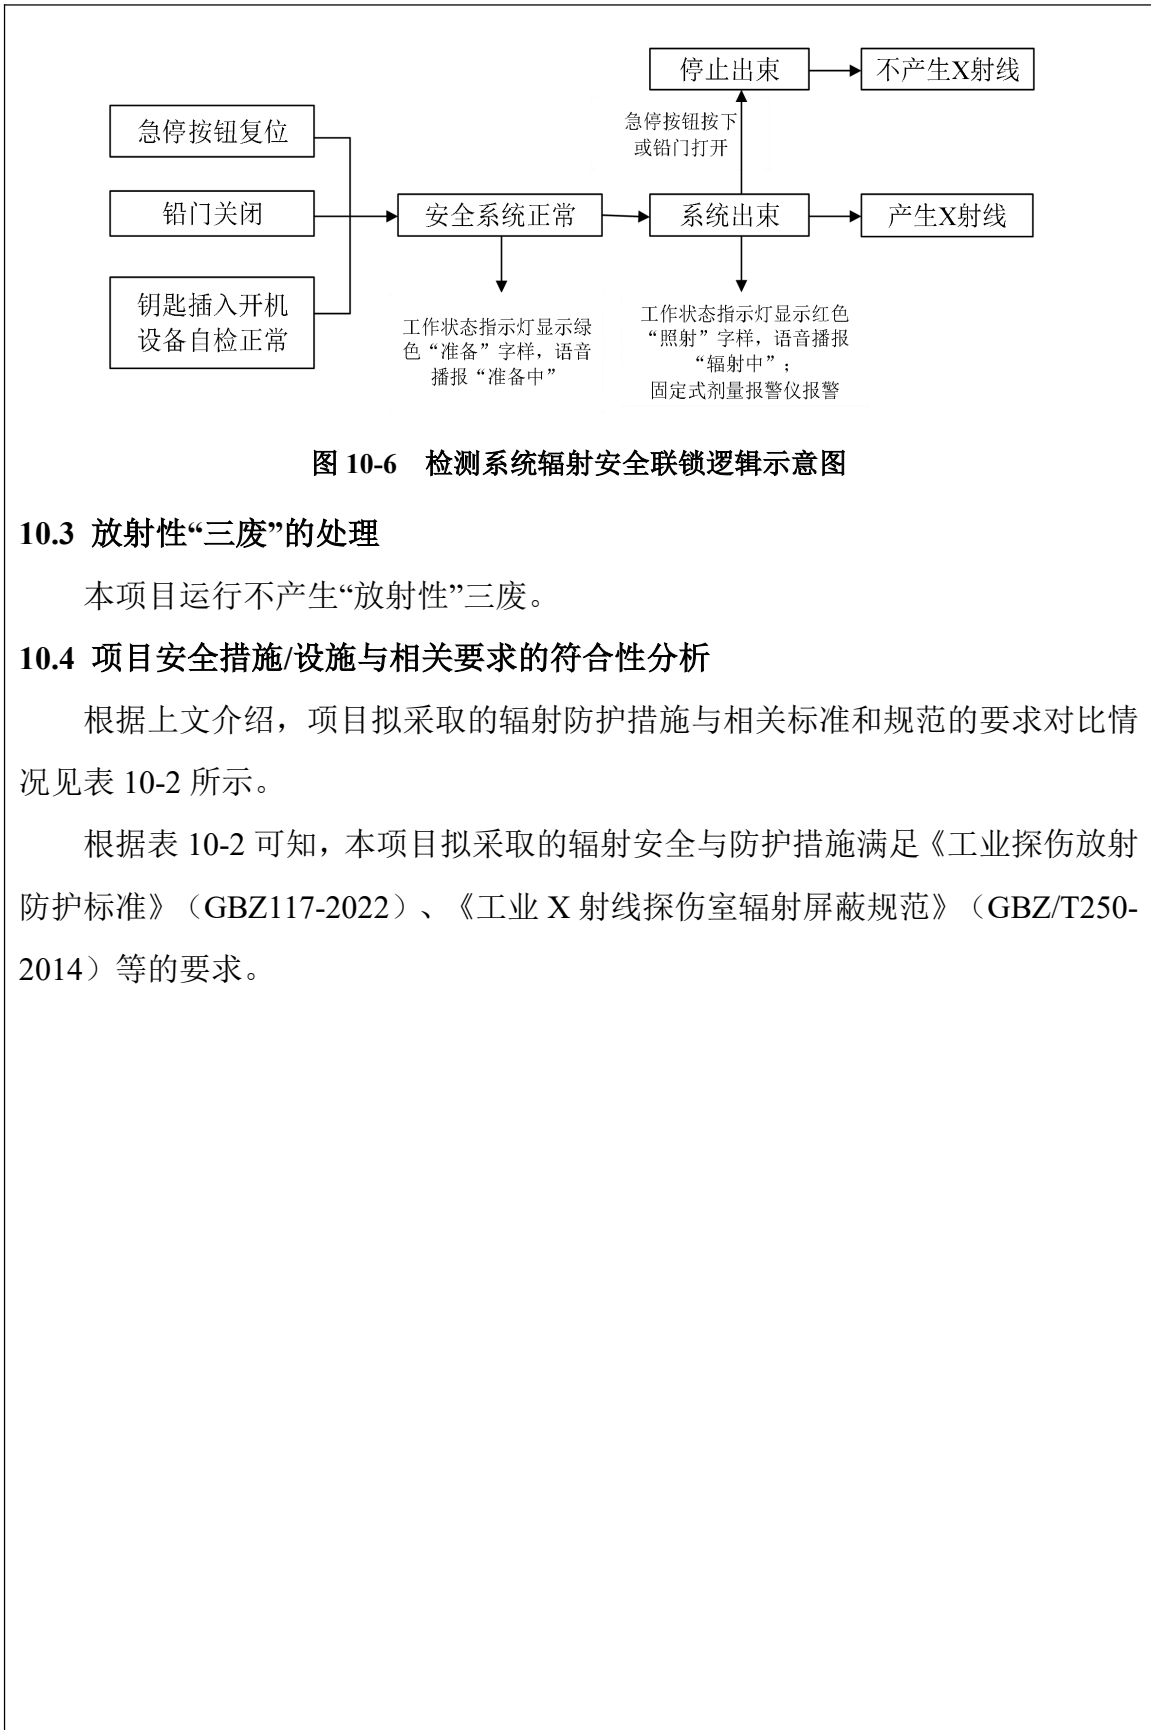 停止出束
不产生X射线
急停按钮按下
或铅门打开
急停按钮复位
铅门关闭
安全系统正常
系统出束
产生X射线
钥匙插入开机
设备自检正常
工作状态指示灯显示绿
色“准备”字样，语音
播报“准备中”
工作状态指示灯显示红色
“照射”字样，语音播报
“辐射中”；
固定式剂量报警仪报警
图 10-6 检测系统辐射安全联锁逻辑示意图
10.3 放射性“三废”的处理
本项目运行不产生“放射性”三废。
10.4 项目安全措施/设施与相关要求的符合性分析
根据上文介绍，项目拟采取的辐射防护措施与相关标准和规范的要求对比情
况见表 10-2 所示。
根据表 10-2 可知，本项目拟采取的辐射安全与防护措施满足《工业探伤放射
防护标准》（GBZ117-2022）、《工业 X 射线探伤室辐射屏蔽规范》（GBZ/T250-
2014）等的要求。